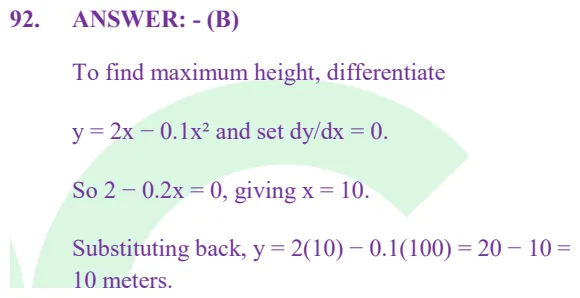 92. ANSWER: - (B)
To find maximum height, differentiate
y = 2x − 0.1x² and set dy/dx = 0.
So 2 − 0.2x = 0, giving x = 10.
Substituting back, y = 2(10) − 0.1(100) = 20 − 10 =
10 meters.